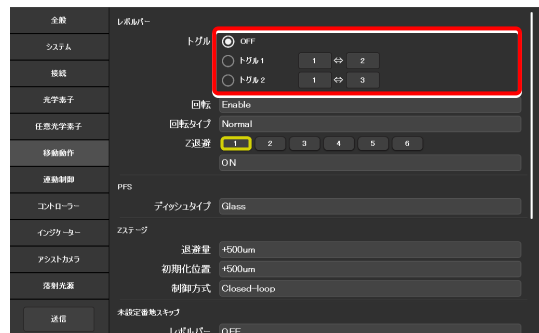 全般
システム
接続
光学素子
任意光学素子
移動動作
連動制御
コントローラー
インジケーター
アシストカメラ
落射光源
送信
レボルバー
トグル OFF
トグル1 1 ⇔ 2
トグル2 1 ⇔ 3
回転 Enable
回転タイプ Normal
Z退避 1 2 3 4 5 6
ON
PFS
ディッシュタイプ Glass
Zステージ
退避量 +500um
初期化位置 +500um
制御方式 Closed-loop
未設定番地スキップ
レボルバー OFF